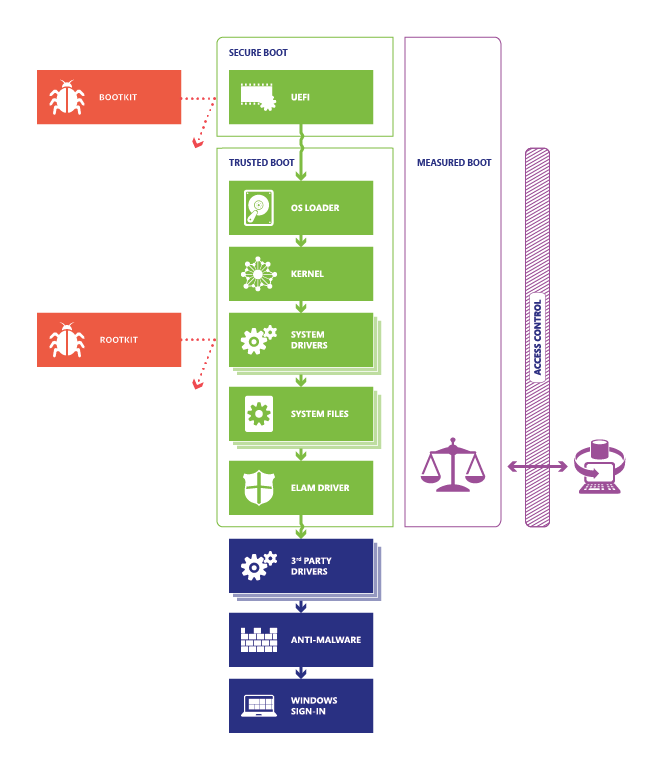 SECURE BOOT
BOOTKIT
UEFI
TRUSTED BOOT
MEASURED BOOT
OS LOADER
KERNEL
ROOTKIT
SYSTEM
DRIVERS
ACCESS CONTROL
SYSTEM FILES
ELAM DRIVER
3rd PARTY
DRIVERS
ANTI-MALWARE
WINDOWS
SIGN-IN